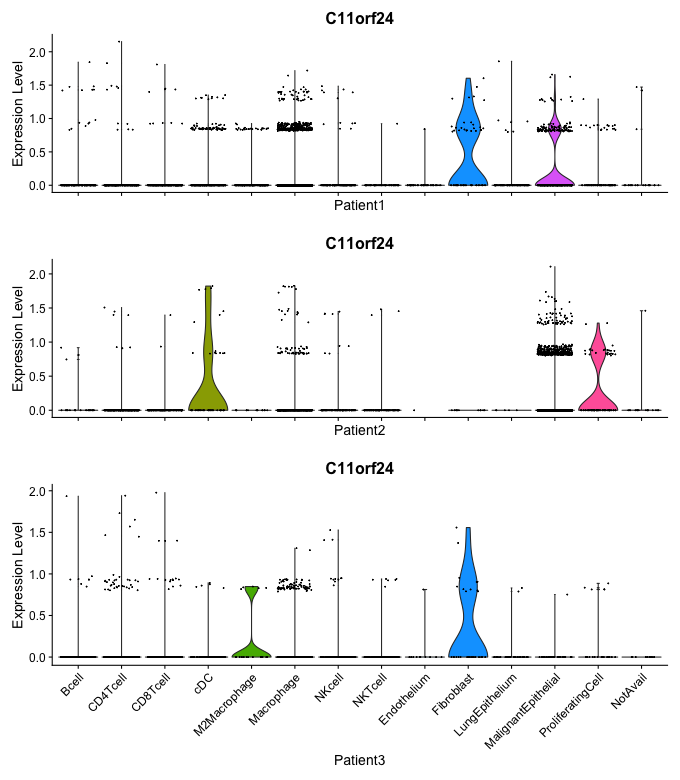 C11orf24
Expression Level
2.0
1.5
1.0
0.5
0.0
Patient1
C11orf24
Expression Level
2.0
1.5
1.0
0.5
0.0
Patient2
C11orf24
Expression Level
2.0
1.5
1.0
0.5
0.0
Bcell
CD4Tcell
CD8Tcell
cDC
M2Macrophage
Macrophage
NKcell
NKTcell
Endothelium
Fibroblast
LungEpithelium
MalignantEpithelial
ProliferatingCell
NotAvail
Patient3